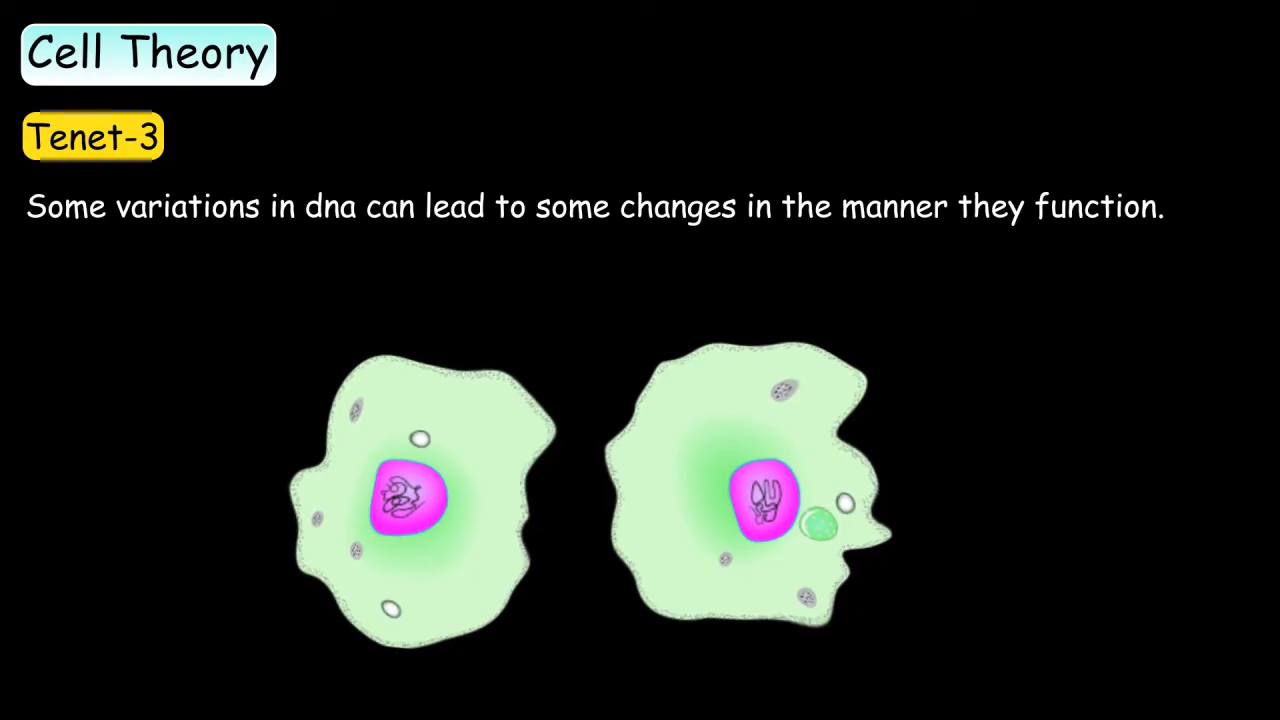 Cell Theory
Tenet-3
Some variations in dna can lead to some changes in the manner they function.